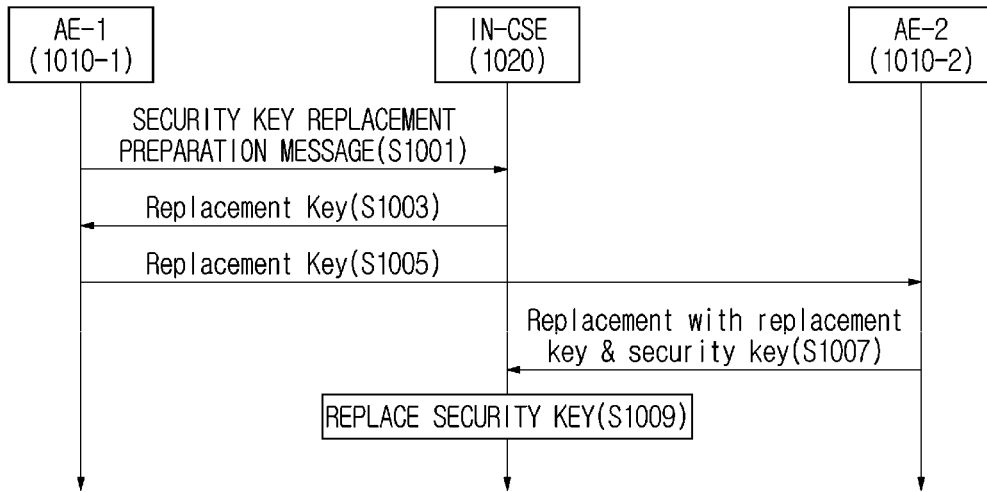 AE-1
(1010-1)
IN-CSE
(1020)
AE-2
(1010-2)
SECURITY KEY REPLACEMENT
PREPARATION MESSAGE(S1001)
Replacement Key(S1003)
Replacement Key(S1005)
Replacement with replacement
key & security key(S1007)
REPLACE SECURITY KEY(S1009)